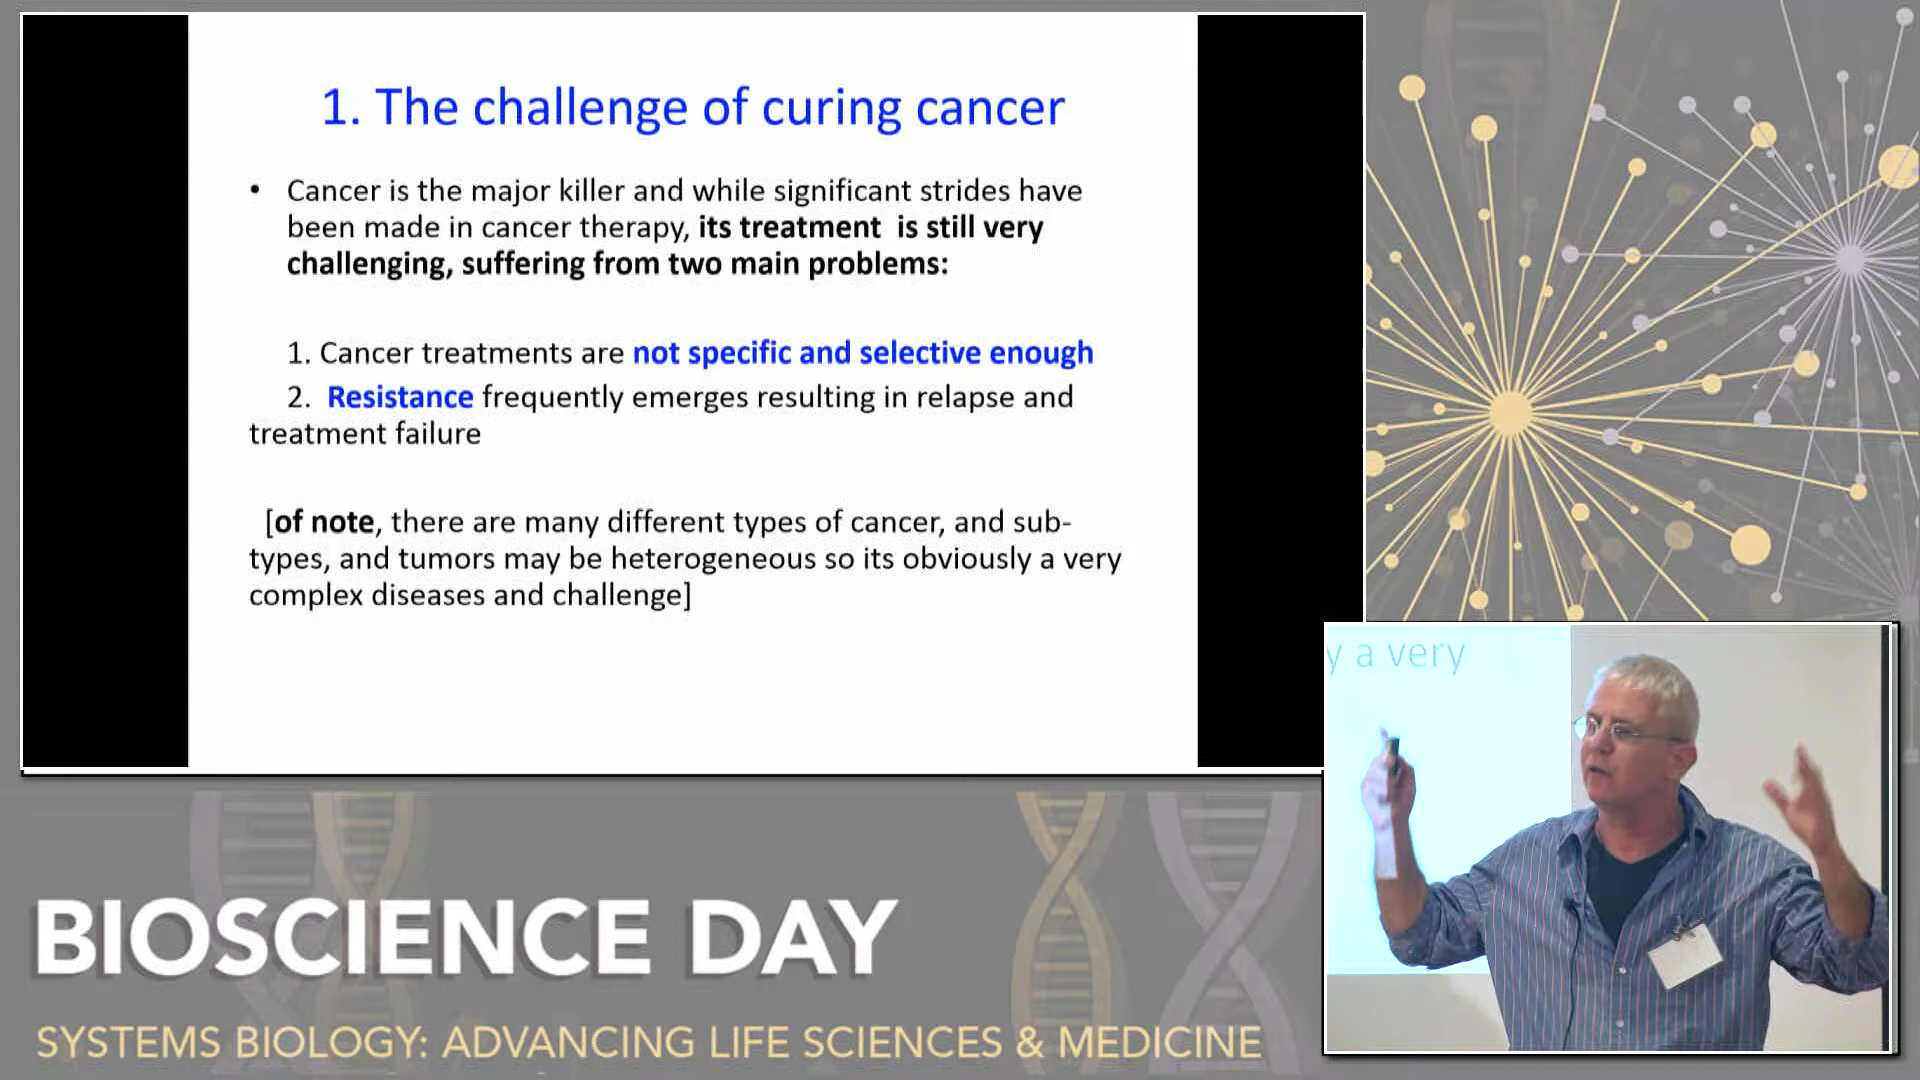 1. The challenge of curing cancer
• Cancer is the major killer and while significant strides have
been made in cancer therapy, its treatment is still very
challenging, suffering from two main problems:
1. Cancer treatments are not specific and selective enough
2. Resistance frequently emerges resulting in relapse and
treatment failure
[of note, there are many different types of cancer, and sub-
types, and tumors may be heterogeneous so its obviously a very
complex diseases and challenge]
y a very
BIOSCIENCE DAY
SYSTEMS BIOLOGY: ADVANCING LIFE SCIENCES & MEDICINE